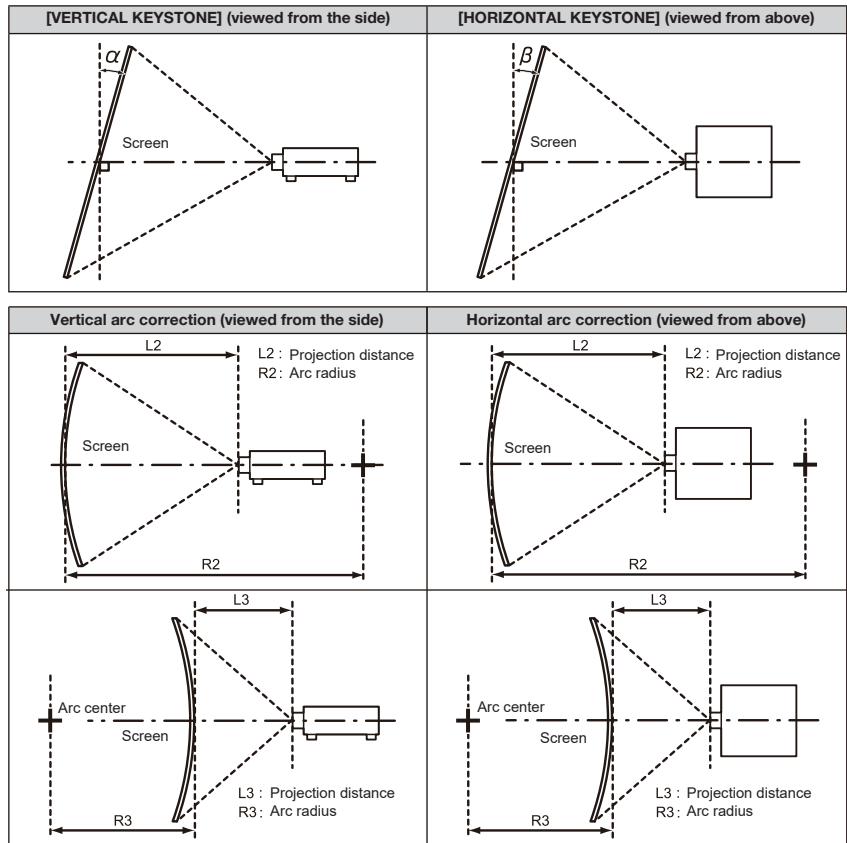 [VERTICAL KEYSTONE] (viewed from the side)
[HORIZONTAL KEYSTONE] (viewed from above)
α
Screen
β
Screen
Vertical arc correction (viewed from the side)
Horizontal arc correction (viewed from above)
L2
L2 : Projection distance
R2 : Arc radius
Screen
R2
L2
L2 : Projection distance
R2 : Arc radius
Screen
R2
L3
Arc center
Screen
L3 : Projection distance
R3 : Arc radius
R3
L3
Arc center
Screen
L3 : Projection distance
R3 : Arc radius
R3